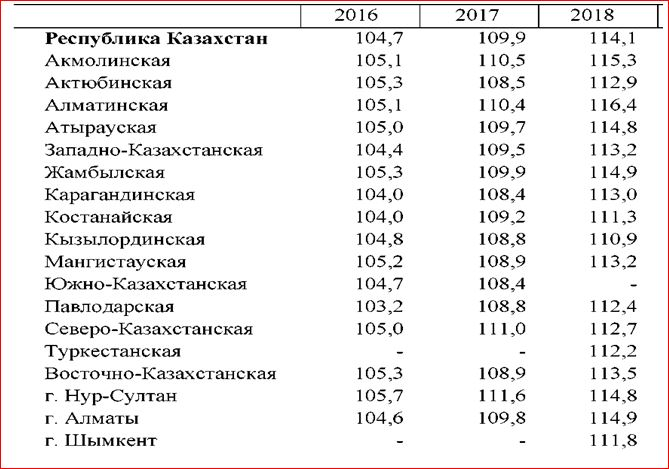 2016 2017 2018
Республика Казахстан 104,7 109,9 114,1
Акмолинская 105,1 110,5 115,3
Актюбинская 105,3 108,5 112,9
Алматинская 105,1 110,4 116,4
Атырауская 105,0 109,7 114,8
Западно-Казахстанская 104,4 109,5 113,2
Жамбылская 105,3 109,9 114,9
Карагандинская 104,0 108,4 113,0
Костанайская 104,0 109,2 111,3
Кызылординская 104,8 108,8 110,9
Мангистауская 105,2 108,9 113,2
Южно-Казахстанская 104,7 108,4 -
Павлодарская 103,2 108,8 112,4
Северо-Казахстанская 105,0 111,0 112,7
Туркестанская - - 112,2
Восточно-Казахстанская 105,3 108,9 113,5
г. Нур-Султан 105,7 111,6 114,8
г. Алматы 104,6 109,8 114,9
г. Шымкент - - 111,8